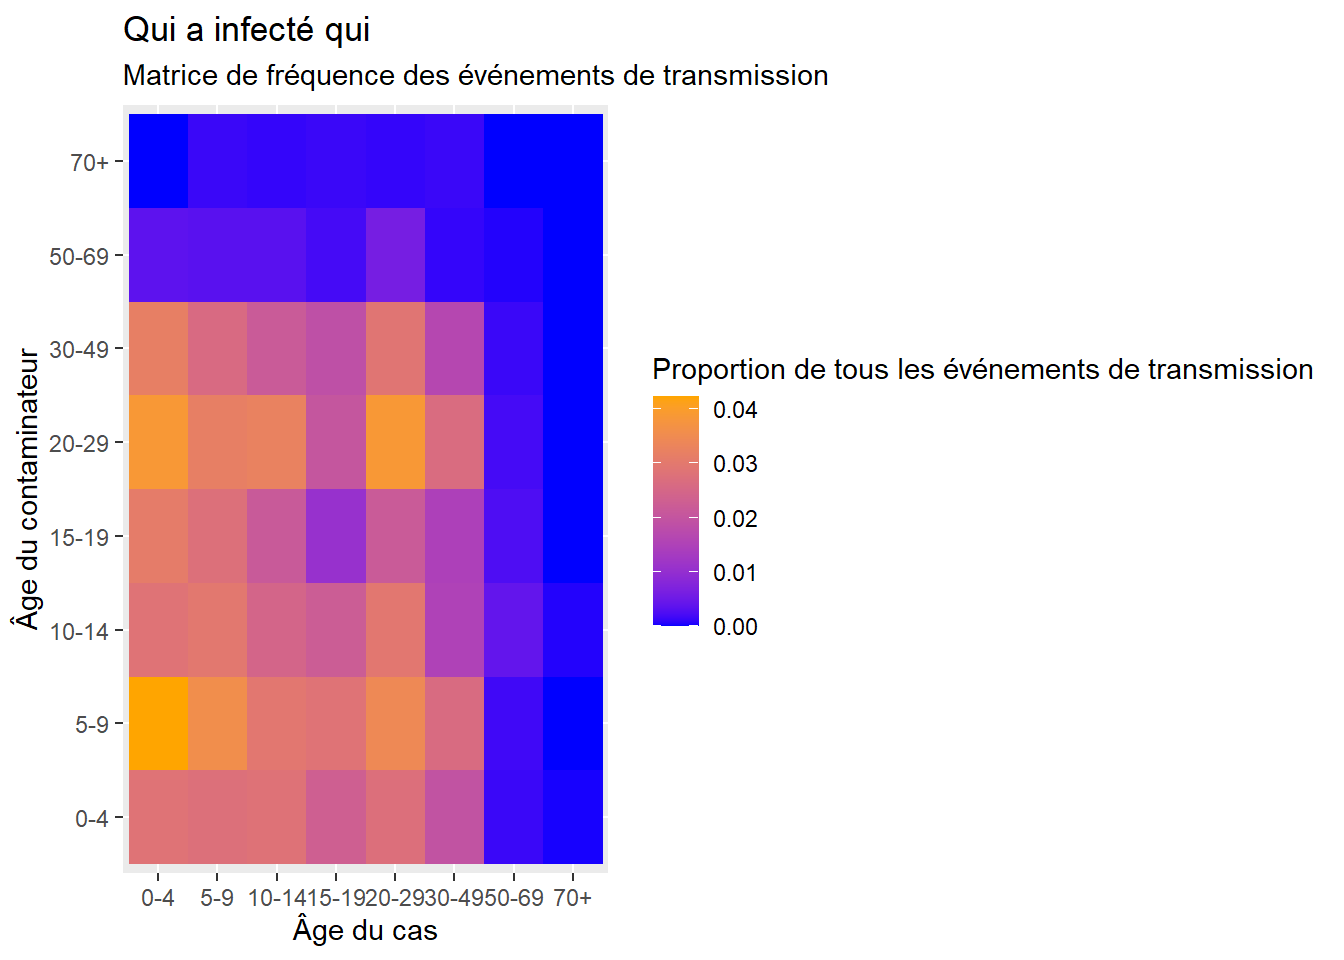 Qui a infecté qui
Matrice de fréquence des événements de transmission
Âge du contaminateur
70+
50-69
30-49
20-29
15-19
10-14
5-9
0-4
0-4 5-9 10-14 15-19 20-29 30-49 50-69 70+
Âge du cas
Proportion de tous les événements de transmission
0.04
0.03
0.02
0.01
0.00